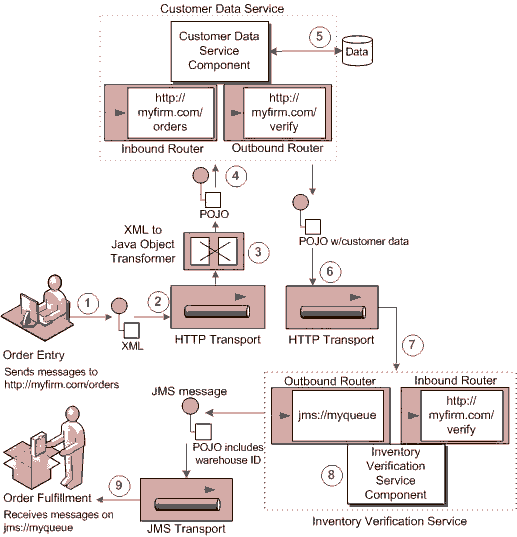 Customer Data Service
Customer Data
Service
Component
5
Data
http://
myfirm.com/
orders
http://
myfirm.com/
verify
Inbound Router
Outbound Router
4
POJO
POJO w/customer data
XML to
Java Object
Transformer
3
6
1
2
XML
HTTP Transport
HTTP Transport
7
Order Entry
Sends messages to
http://myfirm.com/orders
Outbound Router
Inbound Router
jms://myqueue
http://
myfirm.com/
verify
JMS message
POJO includes
warehouse ID
8
Inventory
Verification
Service
Component
Inventory Verification Service
9
JMS Transport
Order Fulfillment
Receives messages on
jms://myqueue